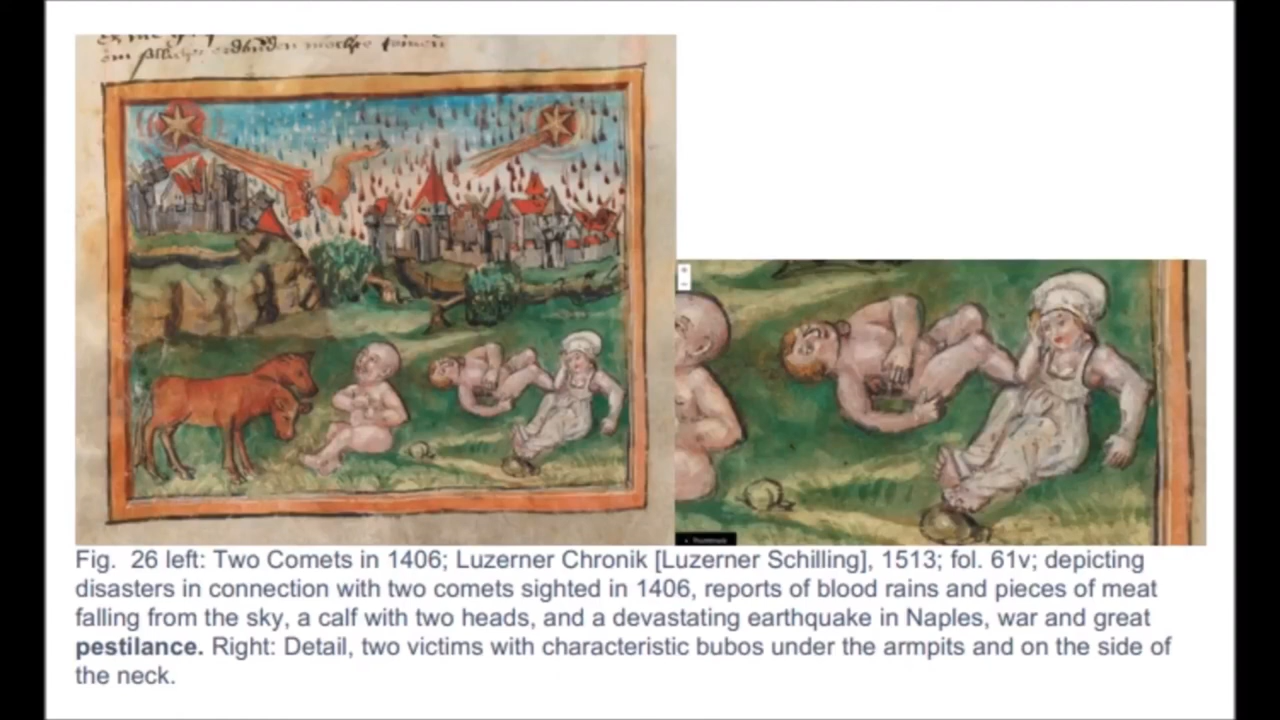 Fig. 26 left: Two Comets in 1406; Luzerner Chronik [Luzerner Schilling], 1513; fol. 61v; depicting
disasters in connection with two comets sighted in 1406, reports of blood rains and pieces of meat
falling from the sky, a calf with two heads, and a devastating earthquake in Naples, war and great
pestilance. Right: Detail, two victims with characteristic bubos under the armpits and on the side of
the neck.